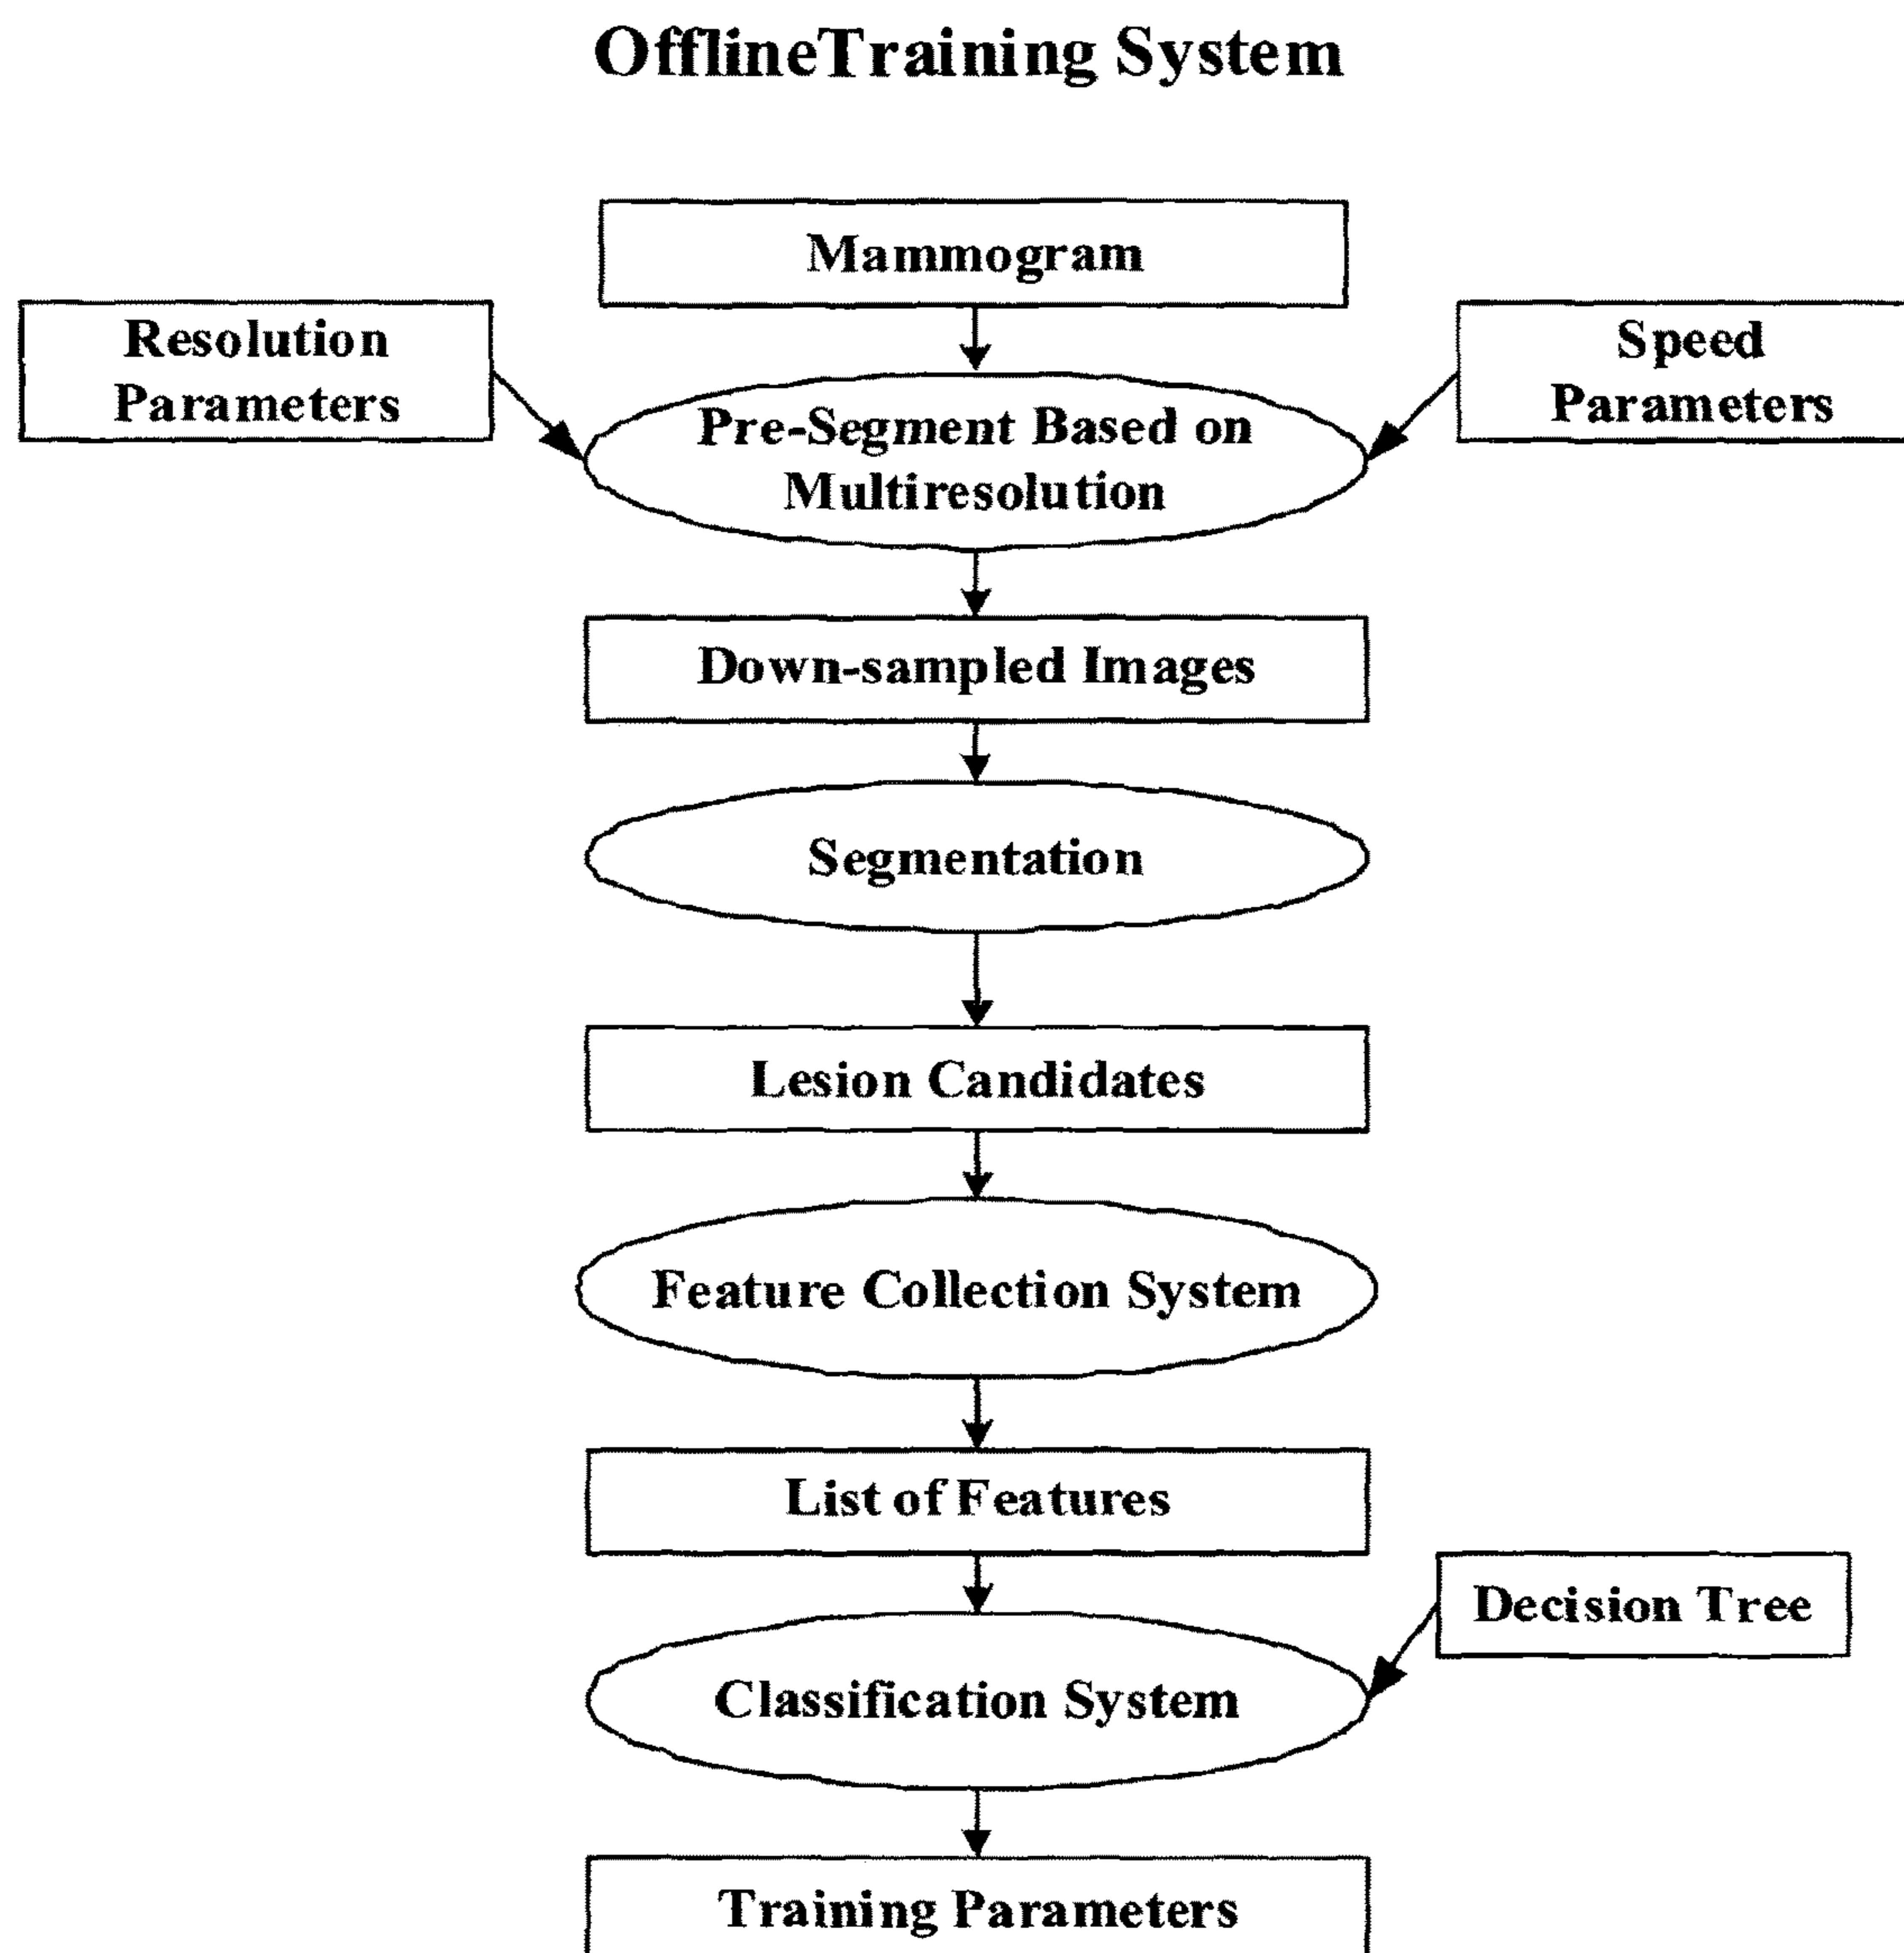 OfflineTraining System
Mammogram
Resolution
Parameters
Speed
Parameters
Pre-Segment Based on
Multiresolution
Down-sampled Images
Segmentation
Lesion Candidates
Feature Collection System
List of Features
Decision Tree
Classification System
Training Parameters